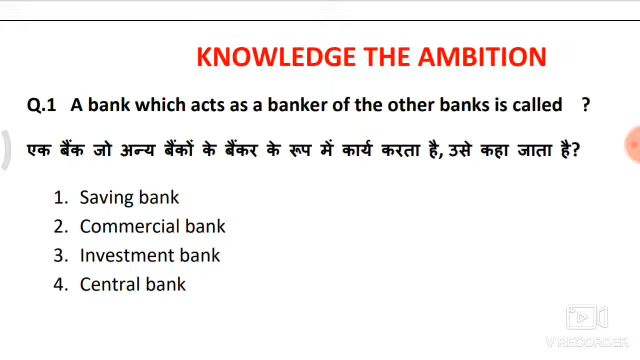 KNOWLEDGE THE AMBITION
Q.1 A bank which acts as a banker of the other banks is called ?
एक बैंक जो अन्य बैंकों के बैंकर के रूप में कार्य करता है, उसे कहा जाता है?
1. Saving bank
2. Commercial bank
3. Investment bank
4. Central bank
V RECORDER